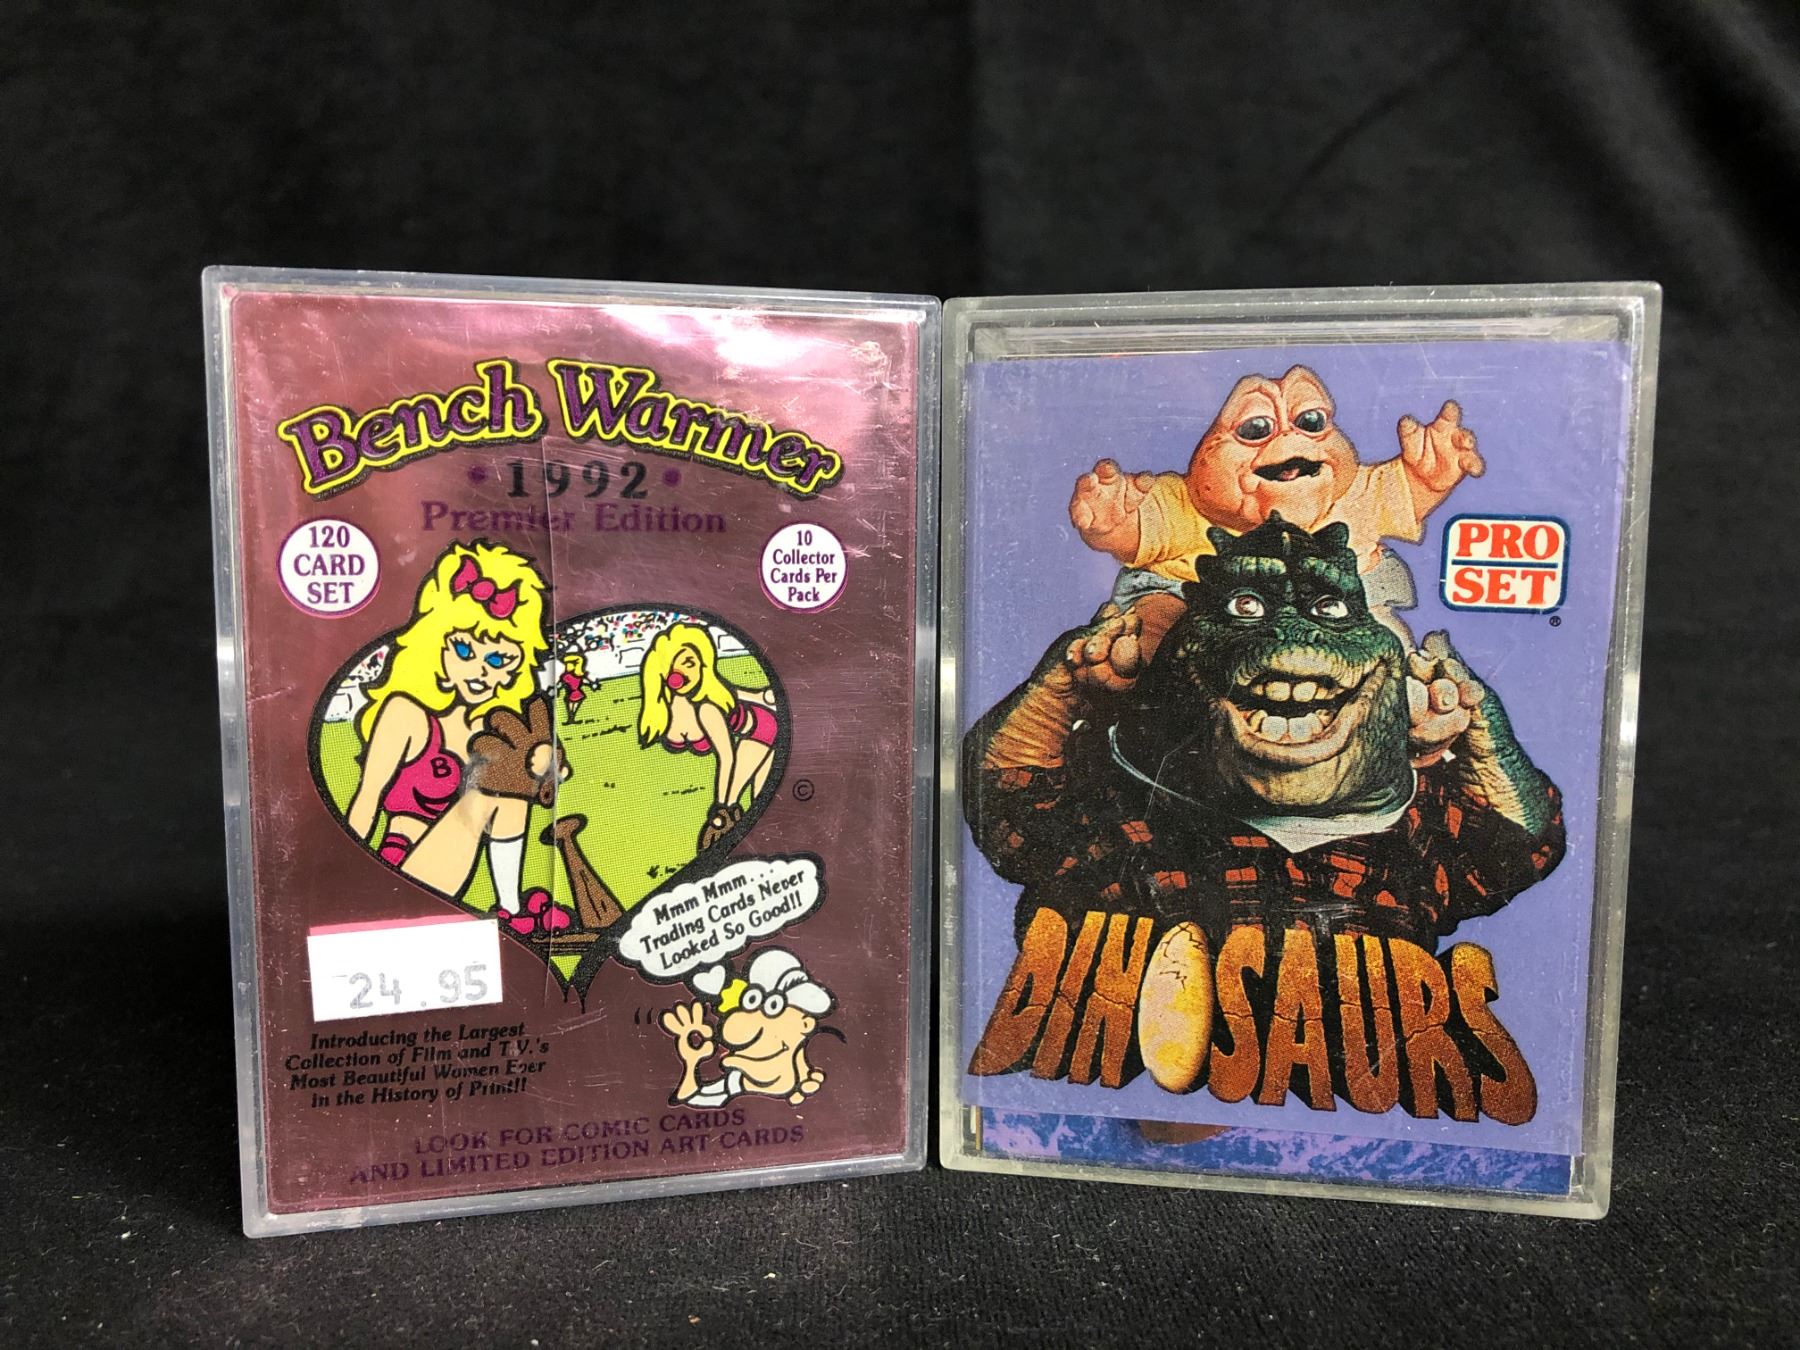 Bench Warmer
• 1992 •
Premier Edition
120
CARD
SET
10
Collector
Cards Per
Pack
B
©
Mmm Mmm...
Trading Cards Never
Looked So Good!!
24.95
Introducing the Largest
Collection of Film and T.V.'s
Most Beautiful Women Ever
in the History of Print!!
LOOK FOR COMIC CARDS
AND LIMITED EDITION ART CARDS
PRO
SET
®
DINOSAURS